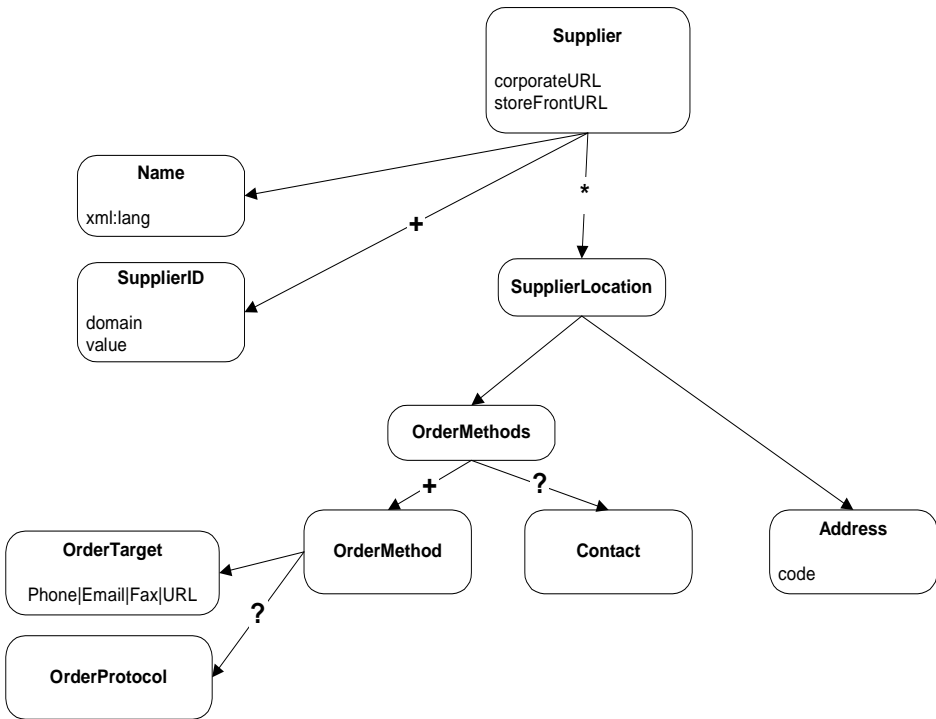 Supplier
corporateURL
storeFrontURL
Name
xml:lang
*
+
SupplierID
domain
value
SupplierLocation
OrderMethods
+
?
OrderTarget
Phone|Email|Fax|URL
OrderMethod
Contact
Address
code
?
OrderProtocol